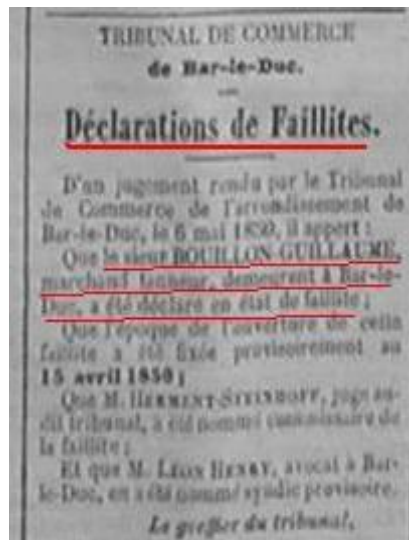 TRIBUNAL DE COMMERCE
de Bar-le-Duc.
Déclarations de Faillites.
D'un jugement rendu par le Tribunal
de Commerce de l'arrondissement de
Bar-le-Duc, le 6 mai 1850, il appert :
Que le sieur BOUILLON-GUILLAUME,
marchand tanneur, demeurant à Bar-le-
Duc, a été déclaré en état de faillite ;
Que l'époque de l'ouverture de cette
faillite a été fixée provisoirement au
15 avril 1850 ;
Que M. HERMENT-STEINHOFF, juge au-
dit tribunal, a été nommé commissaire de
la faillite ;
Et que M. LÉON HENRY, avocat à Bar-
le-Duc, en a été nommé syndic provisoire.
Le greffier du tribunal,